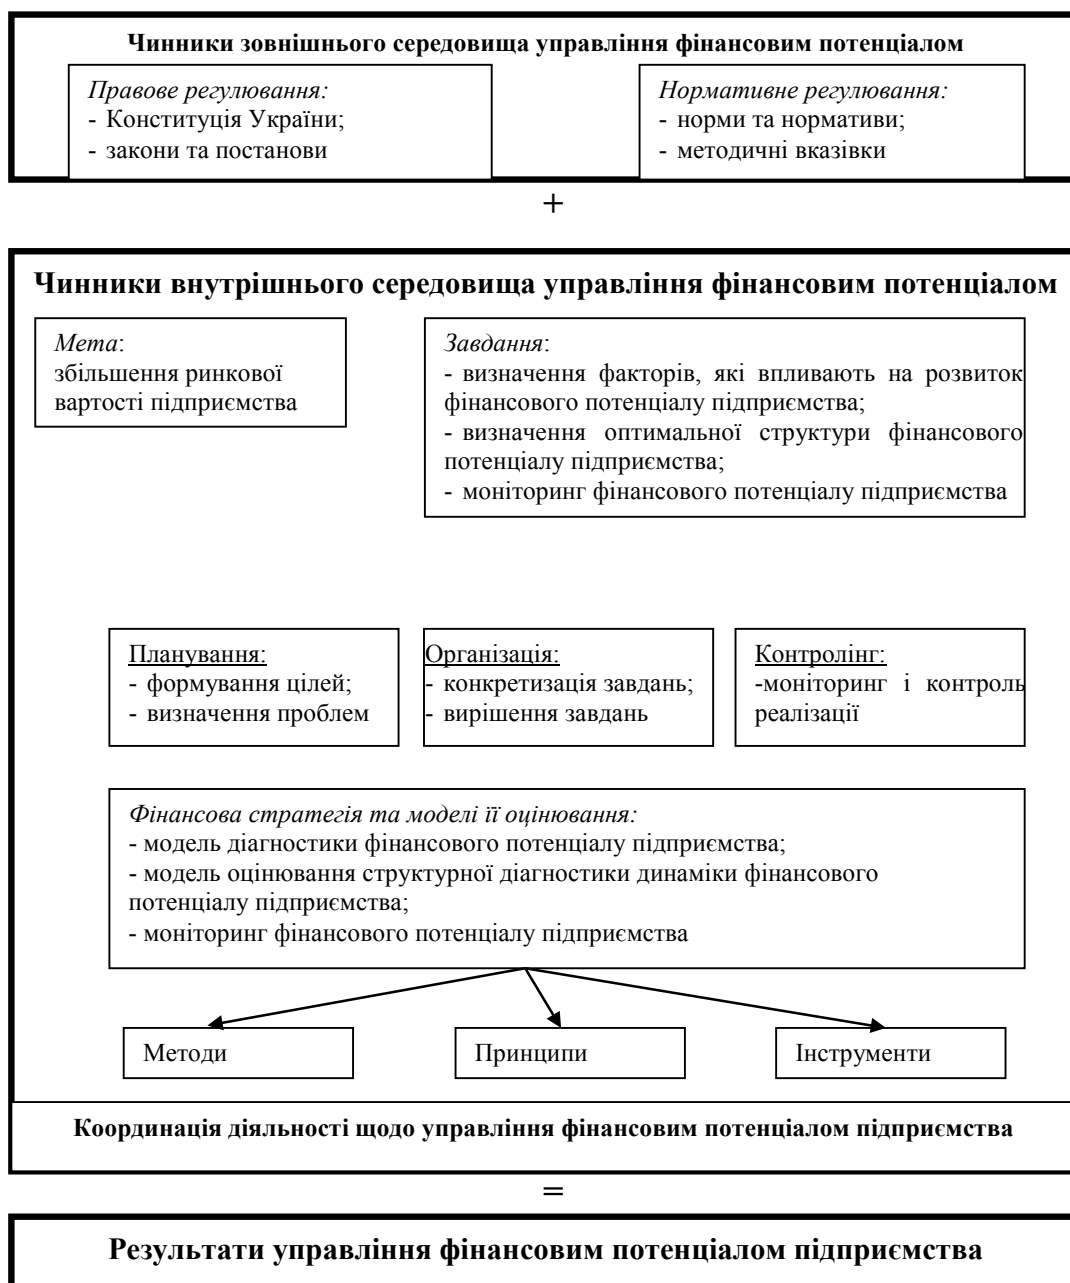 Чинники зовнішнього середовища управління фінансовим потенціалом
Правове регулювання:
- Конституція України;
- закони та постанови
Нормативне регулювання:
- норми та нормативи;
- методичні вказівки
+
Чинники внутрішнього середовища управління фінансовим потенціалом
Мета:
збільшення ринкової
вартості підприємства
Завдання:
- визначення факторів, які впливають на розвиток
фінансового потенціалу підприємства;
- визначення оптимальної структури фінансового
потенціалу підприємства;
- моніторинг фінансового потенціалу підприємства
Планування:
- формування цілей;
- визначення проблем
Організація:
- конкретизація завдань;
- вирішення завдань
Контролінг:
-моніторинг і контроль
реалізації
Фінансова стратегія та моделі її оцінювання:
- модель діагностики фінансового потенціалу підприємства;
- модель оцінювання структурної діагностики динаміки фінансового
потенціалу підприємства;
- моніторинг фінансового потенціалу підприємства
Методи
Принципи
Інструменти
Координація діяльності щодо управління фінансовим потенціалом підприємства
=
Результати управління фінансовим потенціалом підприємства